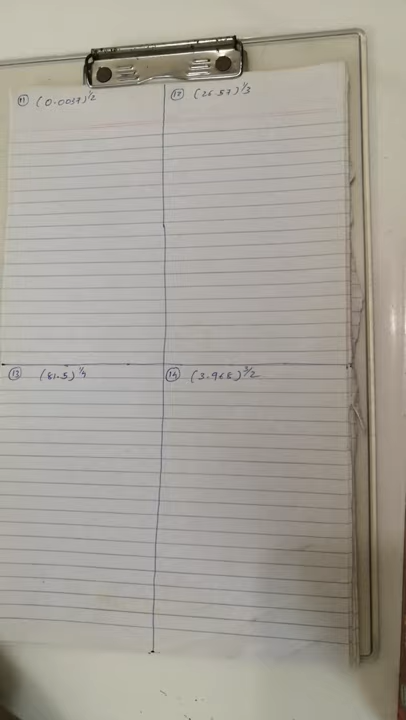 ⑪ (0.0037)^1/2
⑫ (26.57)^1/3
⑬ (81.5)^1/4
⑭ (3.968)^3/2